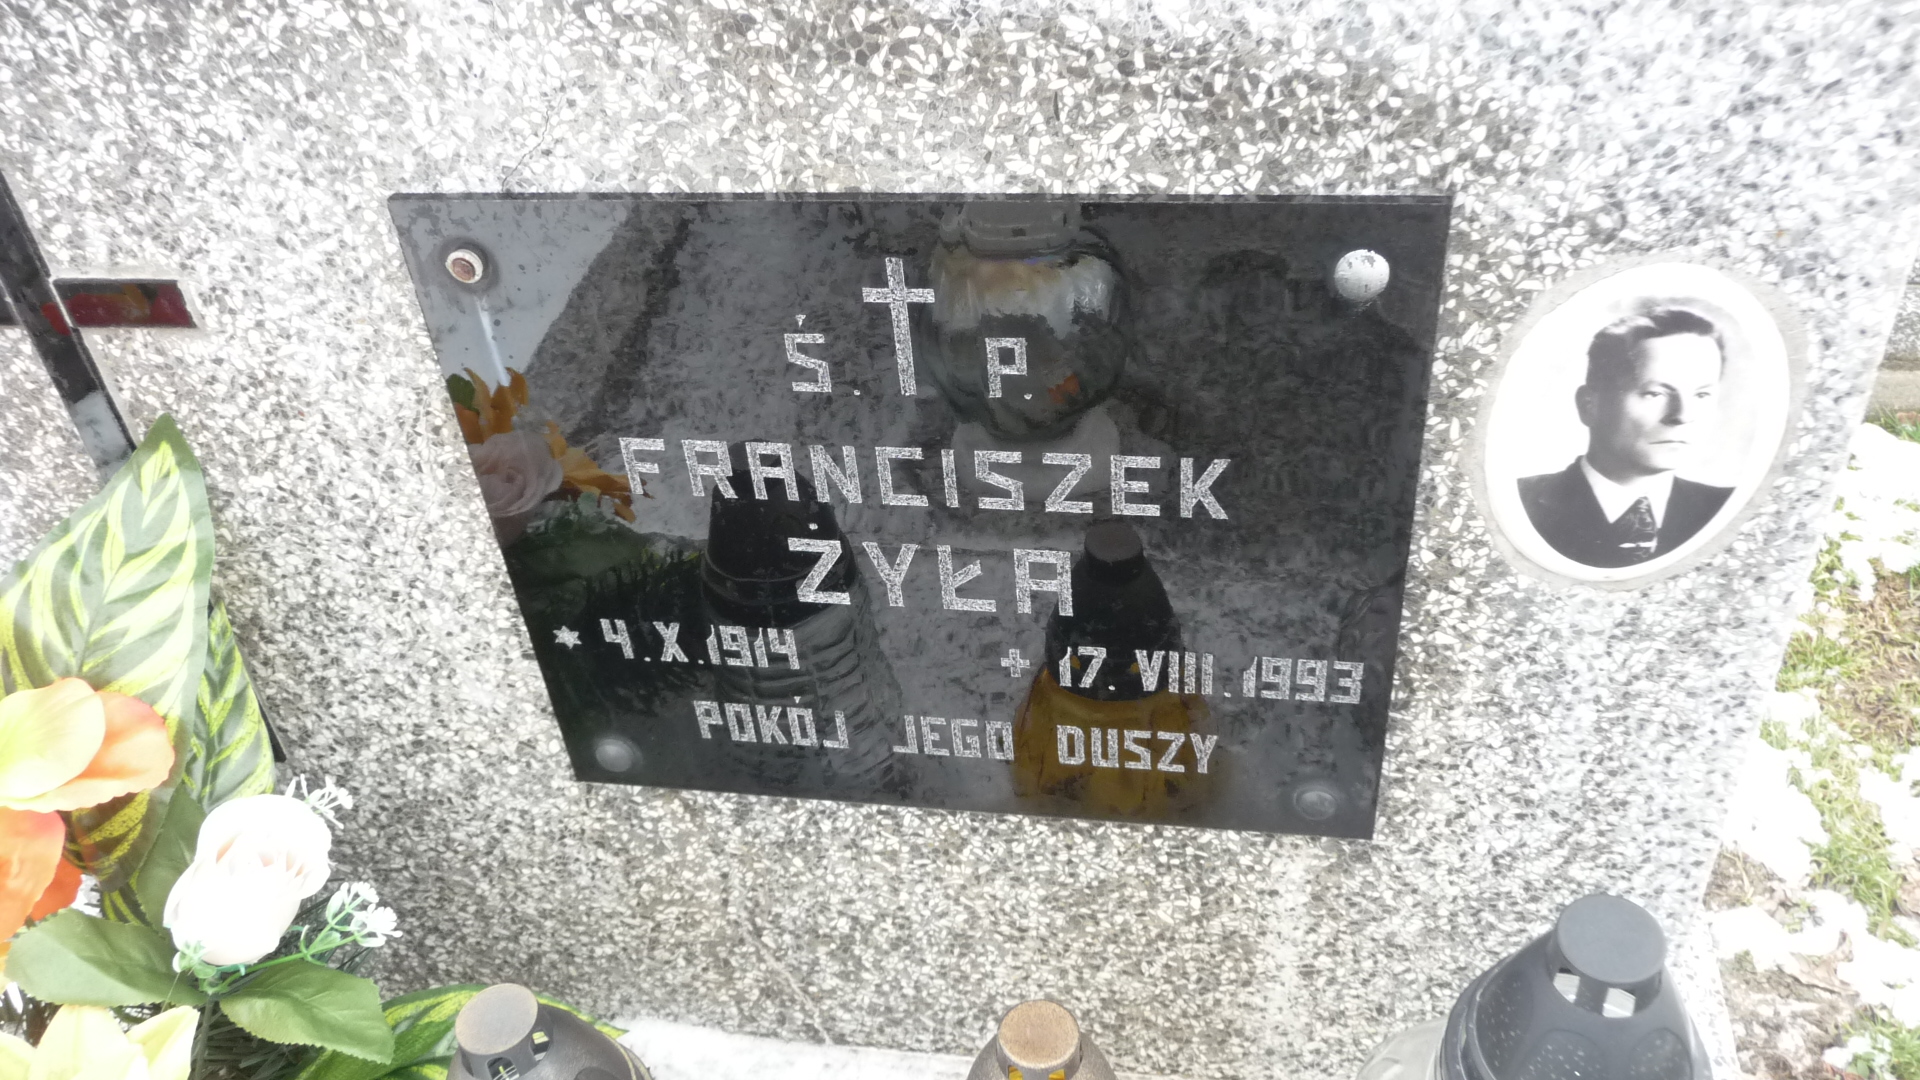 Ś. P.
FRANCISZEK
ŻYŁA
* 4.X.1914 + 17.VIII.1993
POKÓJ JEGO DUSZY